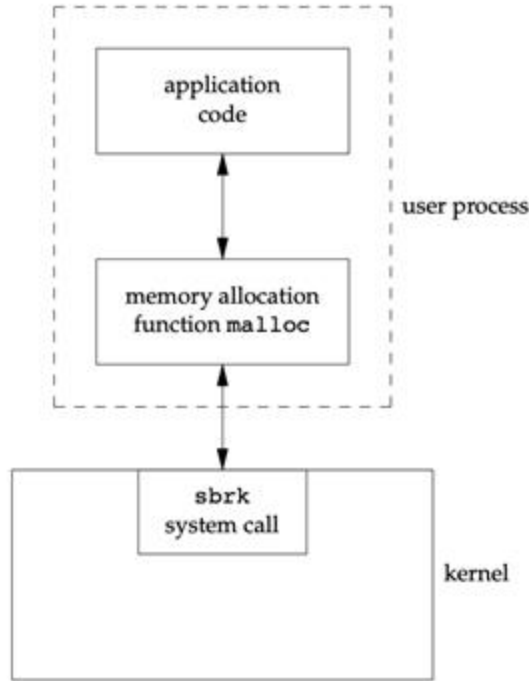 application
code
user process
memory allocation
function malloc
sbrk
system call
kernel